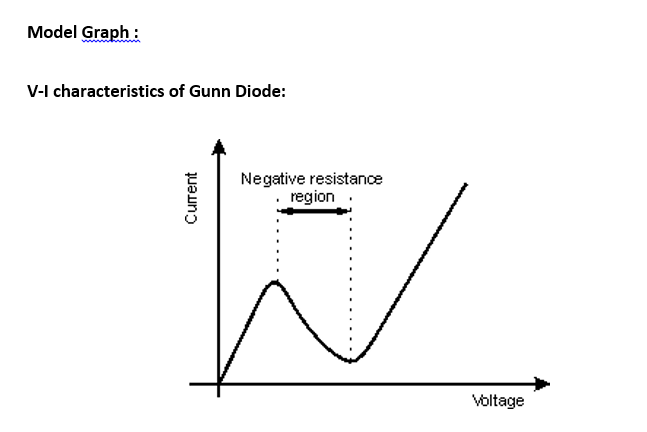 Model Graph :
V-I characteristics of Gunn Diode:
Negative resistance
region
Current
Voltage